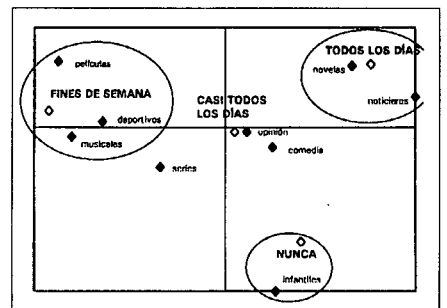 TODOS LOS DÍAS
películas
novelas
FINES DE SEMANA
CASI TODOS
LOS DÍAS
noticieros
deportivos
opinión
musicales
comedia
series
NUNCA
infantiles